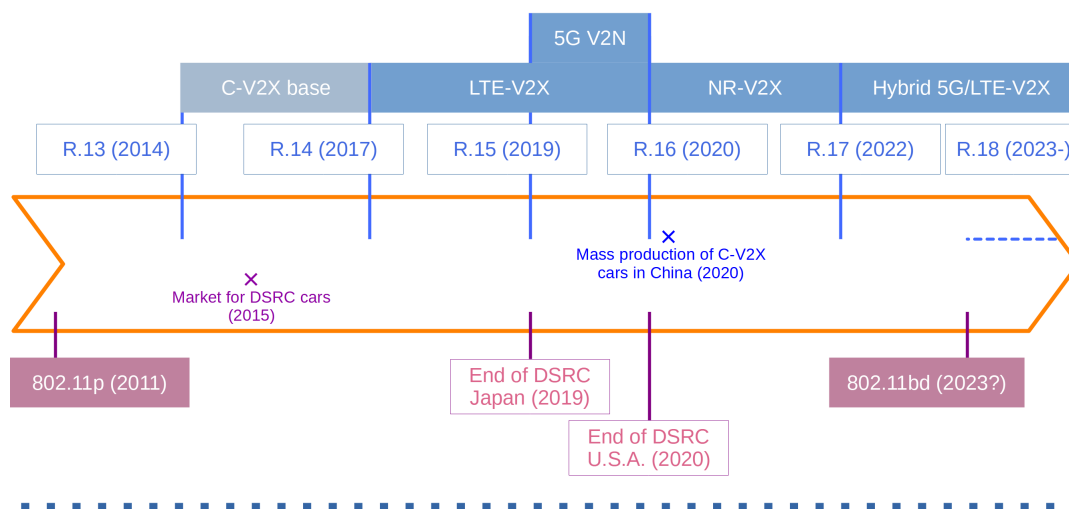 5G V2N
C-V2X base
LTE-V2X
NR-V2X
Hybrid 5G/LTE-V2X
R.13 (2014)
R.14 (2017)
R.15 (2019)
R.16 (2020)
R.17 (2022)
R.18 (2023-)
Mass production of C-V2X
cars in China (2020)
Market for DSRC cars
(2015)
802.11p (2011)
End of DSRC
Japan (2019)
802.11bd (2023?)
End of DSRC
U.S.A. (2020)